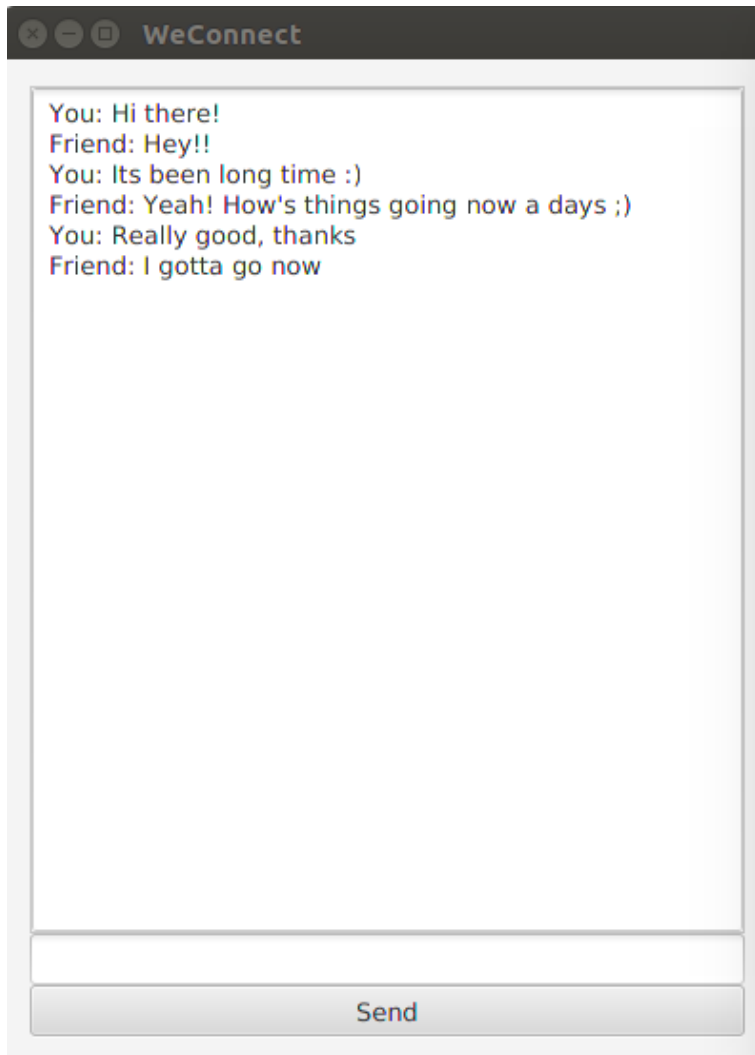 WeConnect
You: Hi there!
Friend: Hey!!
You: Its been long time :)
Friend: Yeah! How's things going now a days ;)
You: Really good, thanks
Friend: I gotta go now
Send